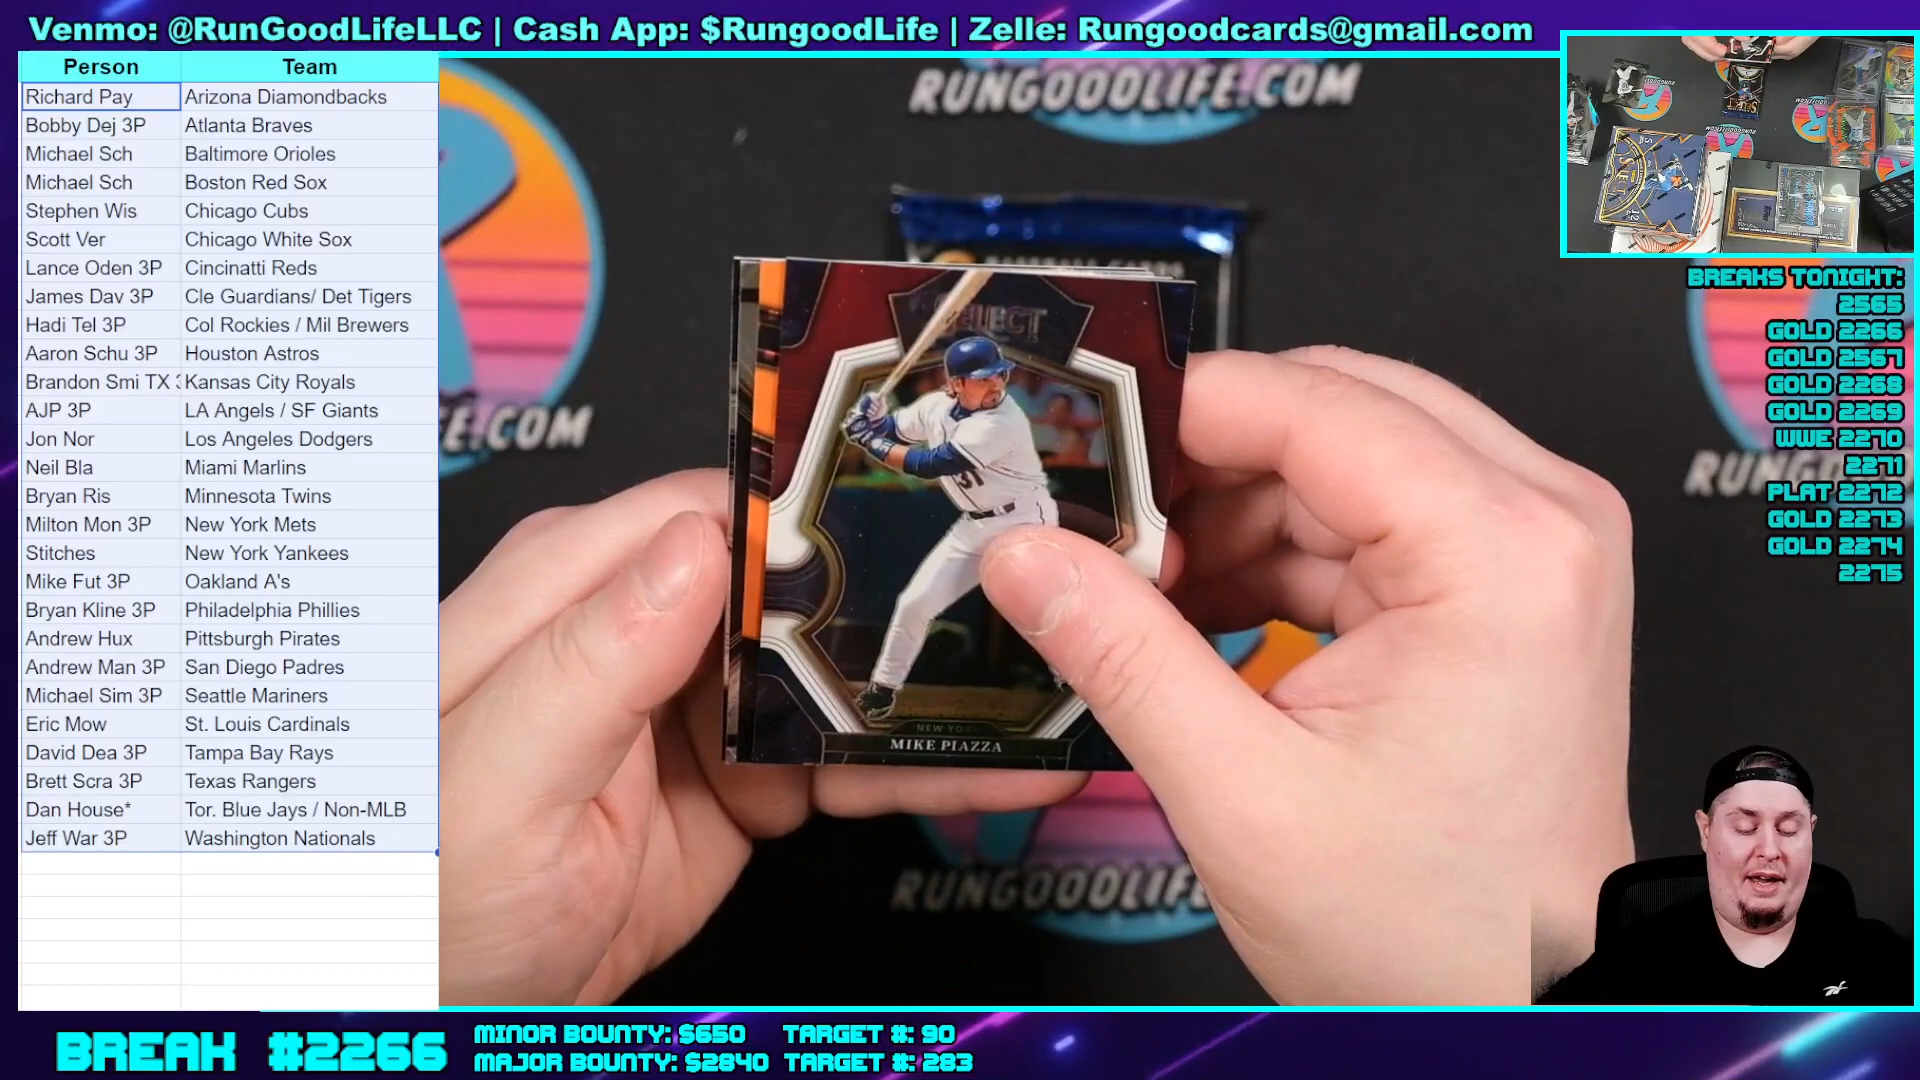 Venmo: @RunGoodLifeLLC | Cash App: $RungoodLife | Zelle: Rungoodcards@gmail.com
Person Team
Richard Pay Arizona Diamondbacks
Bobby Dej 3P Atlanta Braves
Michael Sch Baltimore Orioles
Michael Sch Boston Red Sox
Stephen Wis Chicago Cubs
Scott Ver Chicago White Sox
Lance Oden 3P Cincinatti Reds
James Dav 3P Cle Guardians/ Det Tigers
Hadi Tel 3P Col Rockies / Mil Brewers
Aaron Schu 3P Houston Astros
Brandon Smi TX Kansas City Royals
AJP 3P LA Angels / SF Giants
Jon Nor Los Angeles Dodgers
Neil Bla Miami Marlins
Bryan Ris Minnesota Twins
Milton Mon 3P New York Mets
Stitches New York Yankees
Mike Fut 3P Oakland A's
Bryan Kline 3P Philadelphia Phillies
Andrew Hux Pittsburgh Pirates
Andrew Man 3P San Diego Padres
Michael Sim 3P Seattle Mariners
Eric Mow St. Louis Cardinals
David Dea 3P Tampa Bay Rays
Brett Scra 3P Texas Rangers
Dan House* Tor. Blue Jays / Non-MLB
Jeff War 3P Washington Nationals
RUNGOODLIFE.COM
E.COM
SELECT
31
NEW YORK
MIKE PIAZZA
RUNGOODLIFE
BREAKS TONIGHT:
2565
GOLD 2266
GOLD 2567
GOLD 2268
GOLD 2269
WWE 2270
2271
PLAT 2272
GOLD 2273
GOLD 2274
2275
BREAK #2266
MINOR BOUNTY: $650 TARGET #: 90
MAJOR BOUNTY: $2840 TARGET #: 283